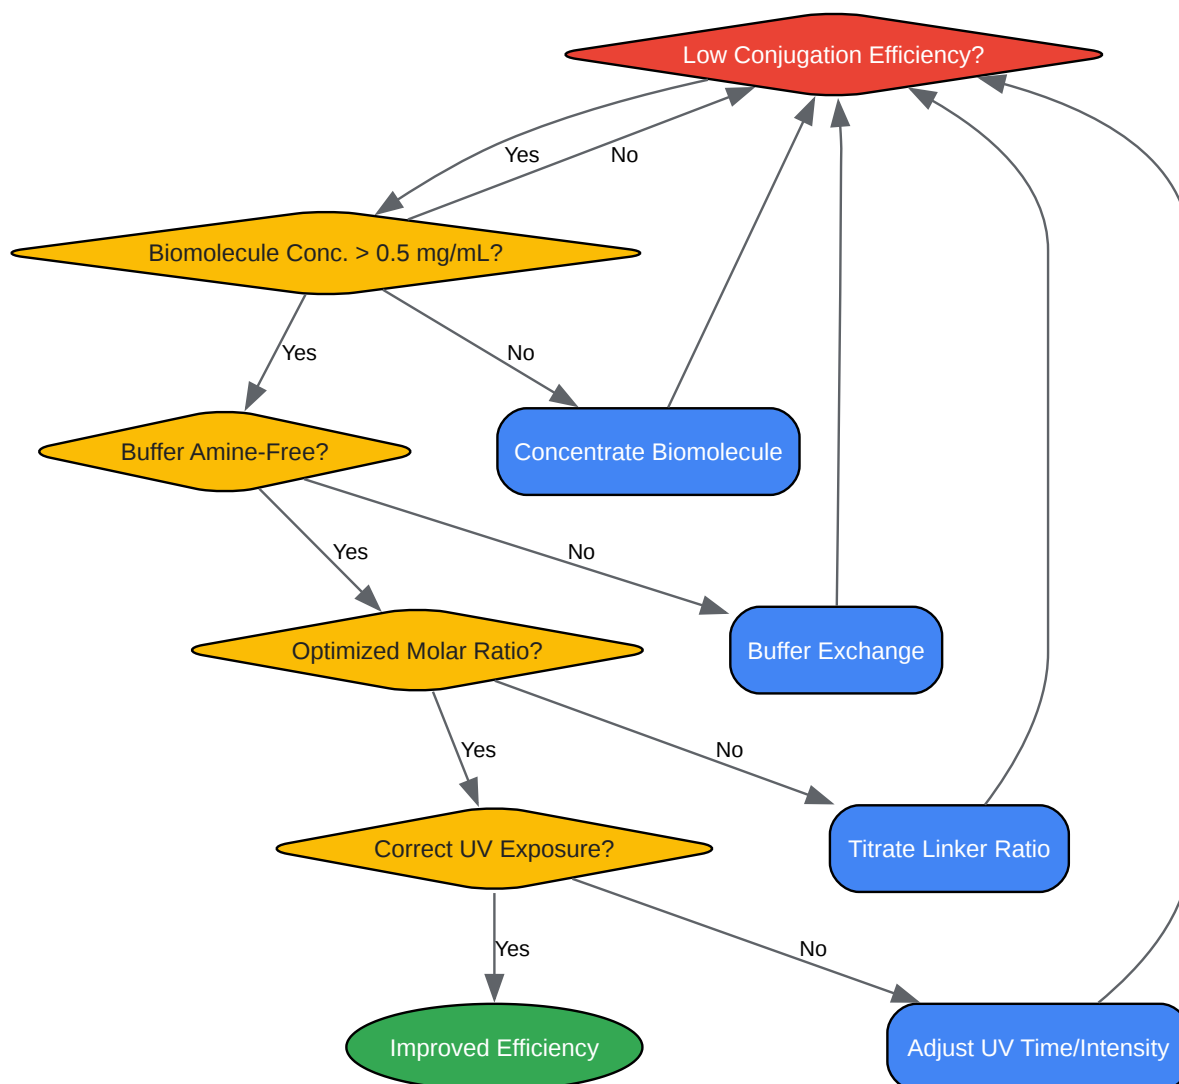 Low Conjugation Efficiency?
Yes
No
Biomolecule Conc. > 0.5 mg/mL?
Yes
No
Buffer Amine-Free?
Concentrate Biomolecule
Yes
No
Optimized Molar Ratio?
Buffer Exchange
Yes
No
Correct UV Exposure?
Titrate Linker Ratio
Yes
No
Improved Efficiency
Adjust UV Time/Intensity